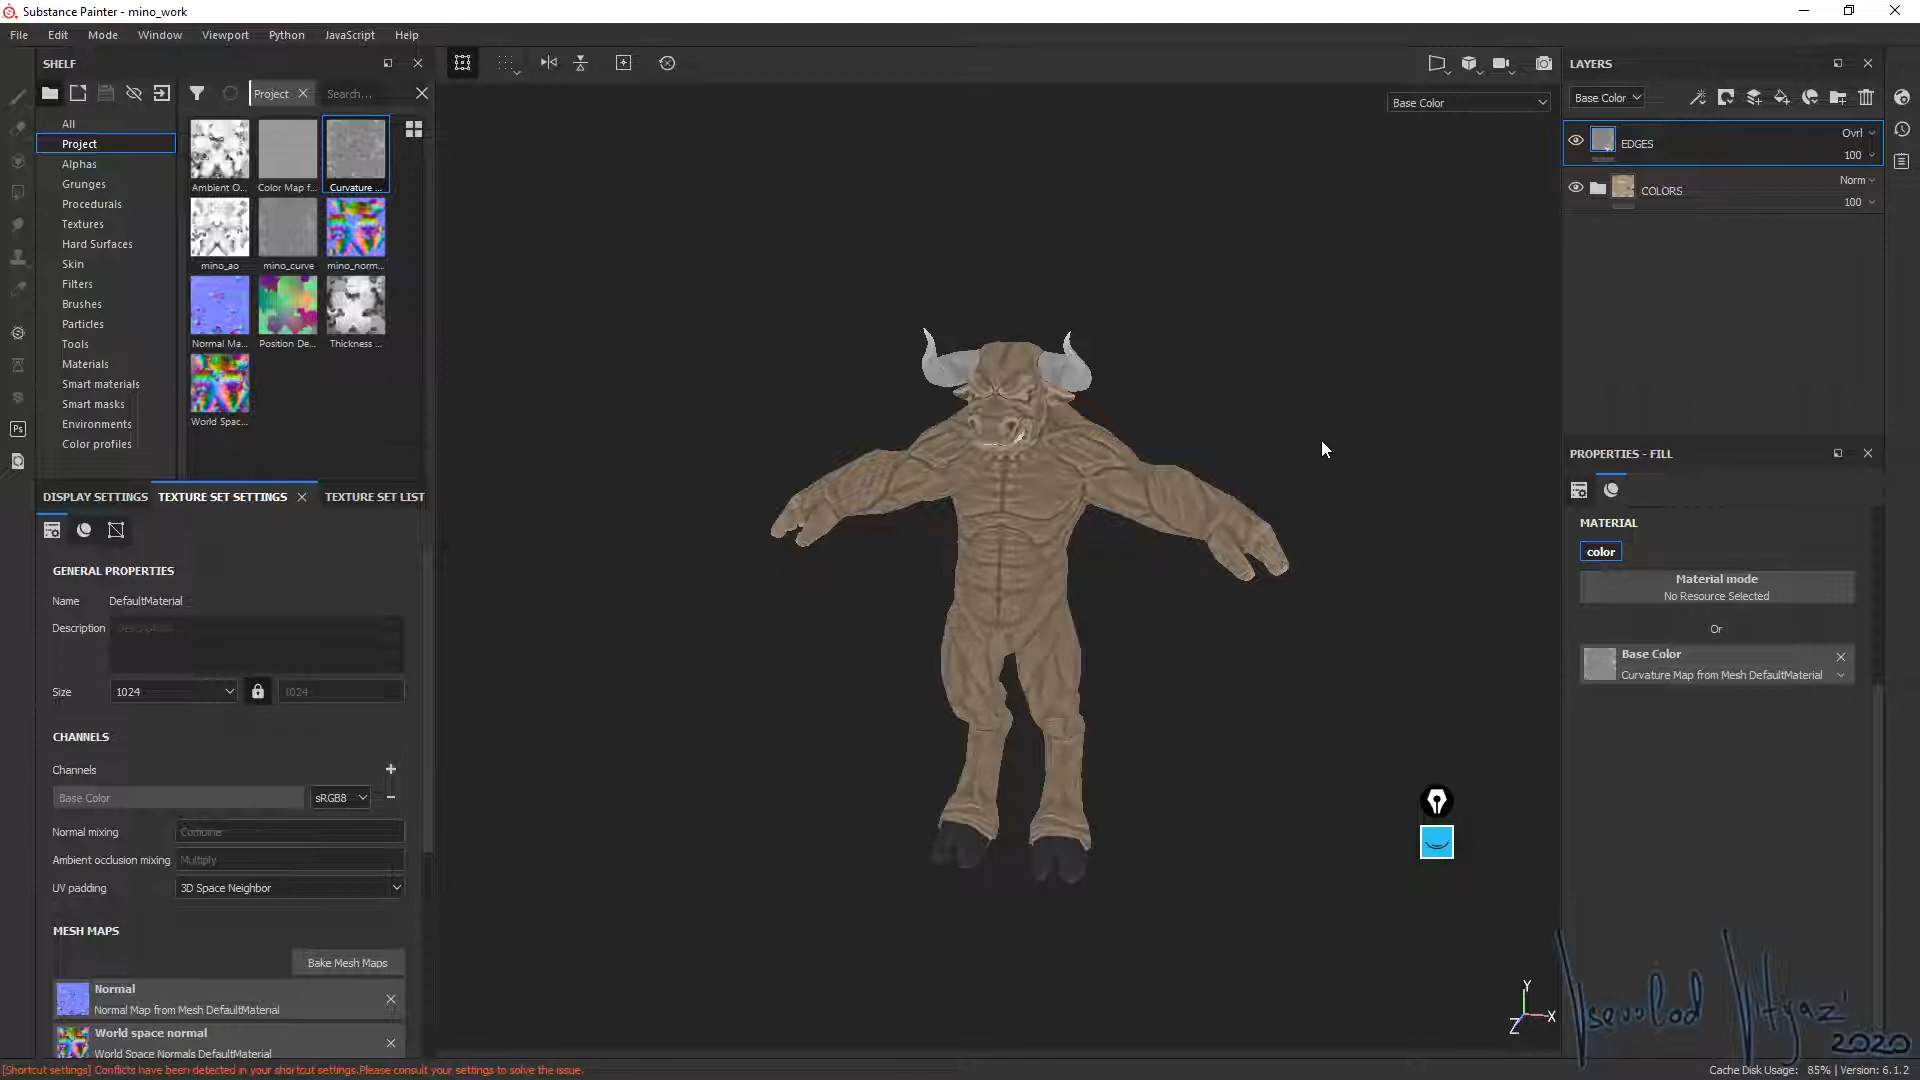 Substance Painter - mino_work
File Edit Mode Window Viewport Python JavaScript Help
SHELF
Project
Search...
All
Project
Alphas
Grunges
Procedurals
Textures
Hard Surfaces
Skin
Filters
Brushes
Particles
Tools
Materials
Smart materials
Smart masks
Environments
Color profiles
Ambient O... Color Map f... Curvature ...
mino_ao mino_curve mino_norm...
Normal Ma... Position De... Thickness ...
World Spac...
Ps
DISPLAY SETTINGS TEXTURE SET SETTINGS TEXTURE SET LIST
GENERAL PROPERTIES
Name DefaultMaterial
Description Description
Size 1024 1024
CHANNELS
Channels
Base Color sRGB8
Normal mixing Combine
Ambient occlusion mixing Multiply
UV padding 3D Space Neighbor
MESH MAPS
Bake Mesh Maps
Normal
Normal Map from Mesh DefaultMaterial
World space normal
World Space Normals DefaultMaterial
Base Color
Y
X
Z
LAYERS
Base Color
EDGES Ovrl
100
COLORS Norm
100
PROPERTIES - FILL
MATERIAL
color
Material mode
No Resource Selected
Or
Base Color
Curvature Map from Mesh DefaultMaterial
2020
[Shortcut settings] Conflicts have been detected in your shortcut settings.Please consult your settings to solve the issue.
Cache Disk Usage: 85% | Version: 6.1.2